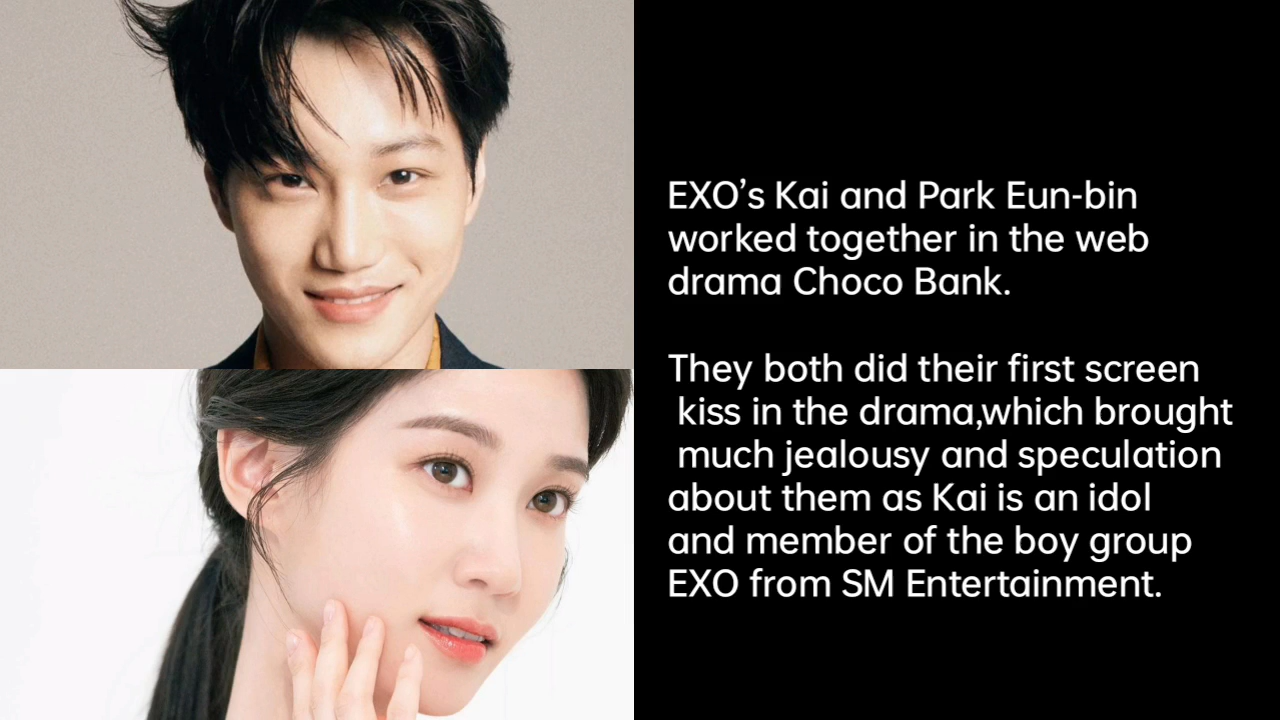 EXO’s Kai and Park Eun-bin
worked together in the web
drama Choco Bank.
They both did their first screen
kiss in the drama,which brought
much jealousy and speculation
about them as Kai is an idol
and member of the boy group
EXO from SM Entertainment.